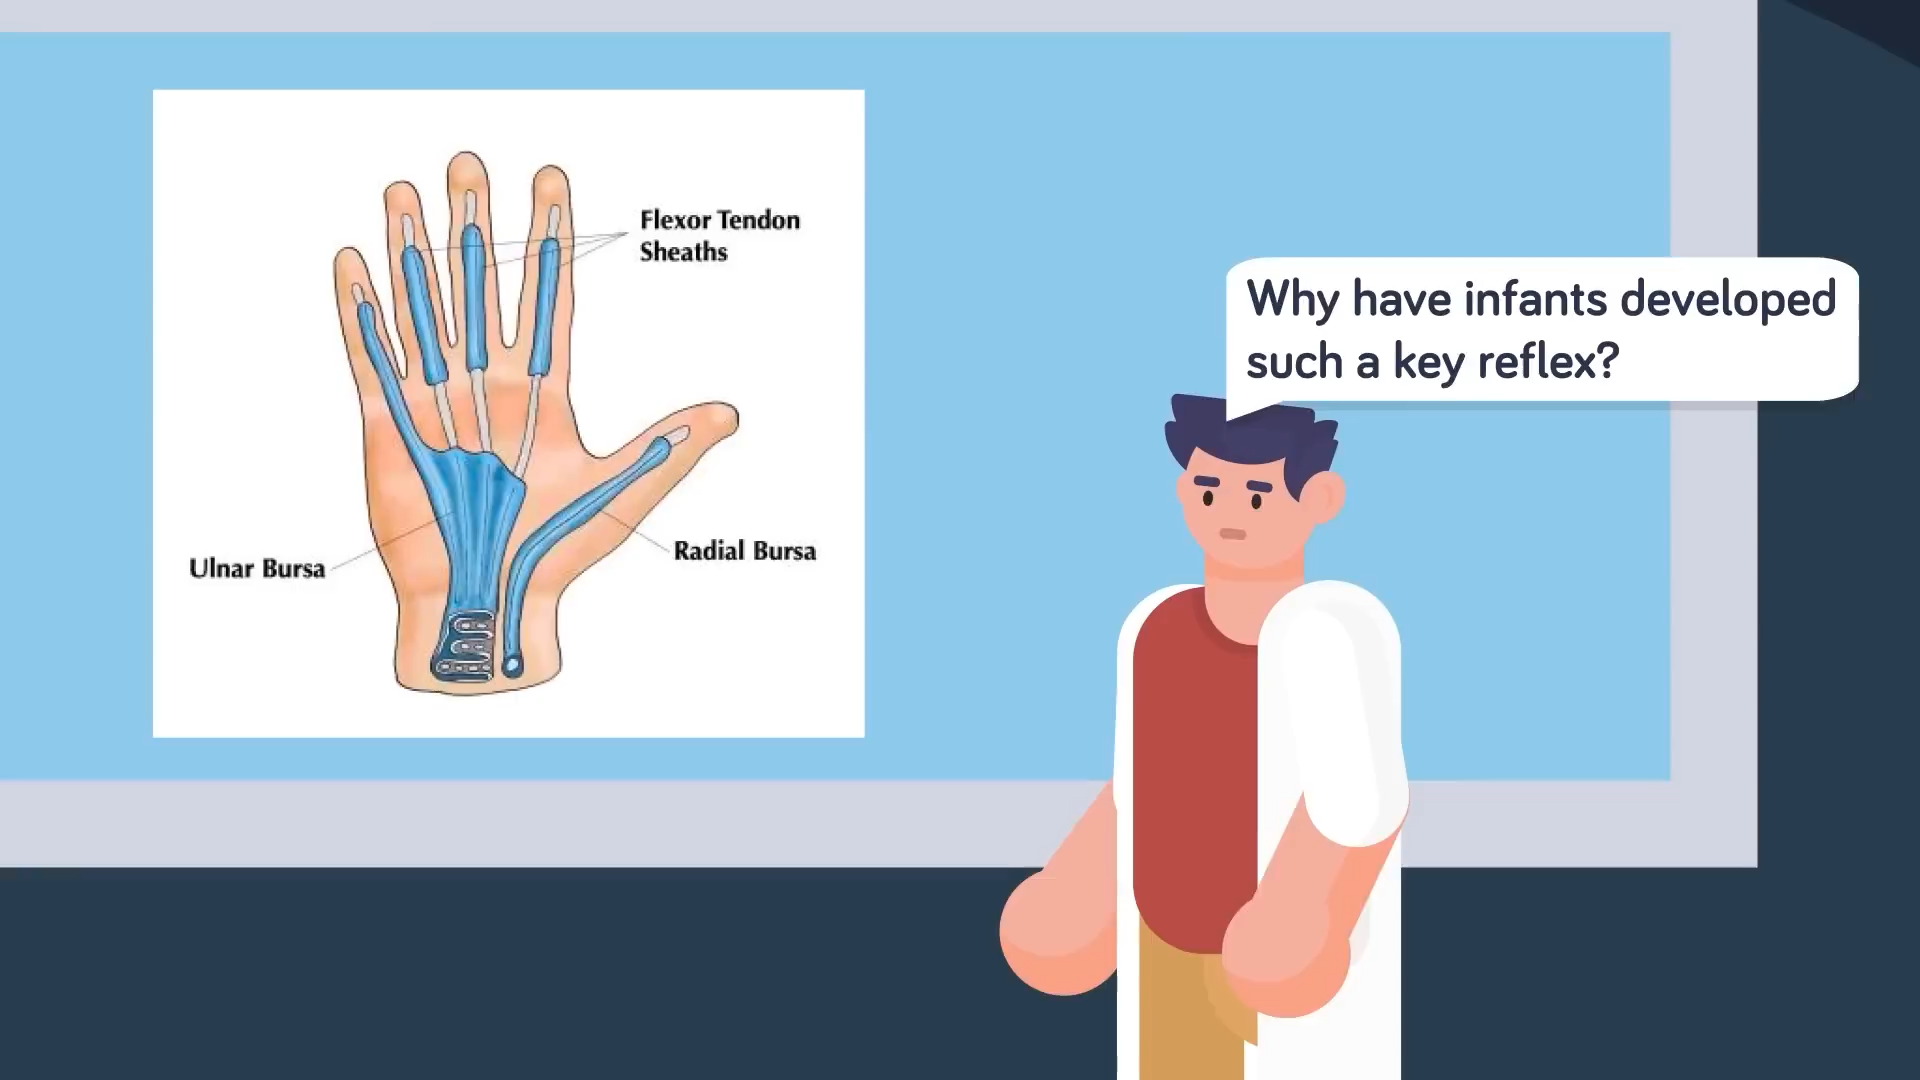 Flexor Tendon
Sheaths
Why have infants developed
such a key reflex?
Ulnar Bursa
Radial Bursa